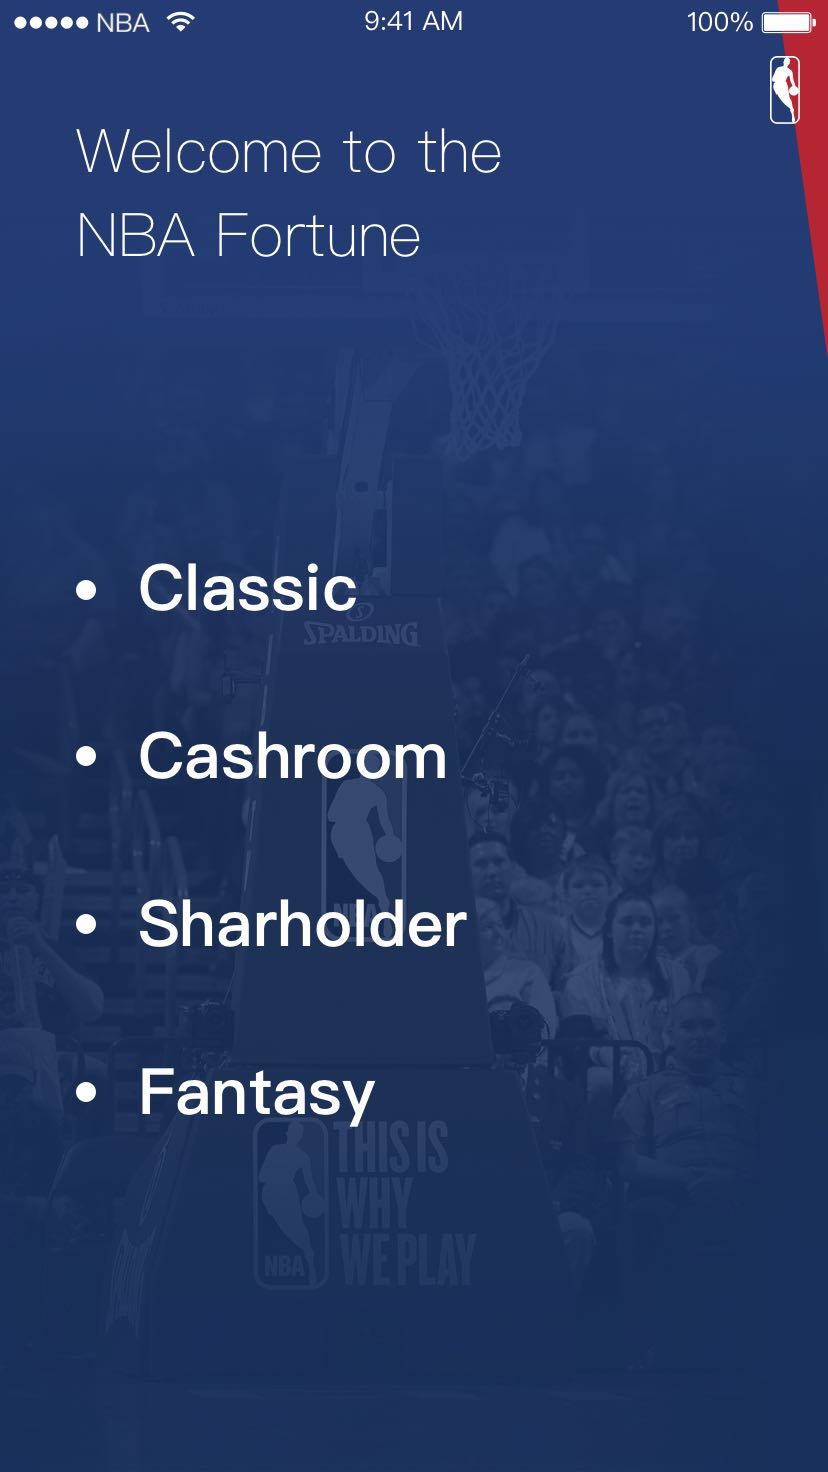 NBA 9:41 AM 100%
Welcome to the
NBA Fortune
• Classic
SPALDING
• Cashroom
NBA
• Sharholder
• Fantasy
THIS IS
WHY
WE PLAY
NBA